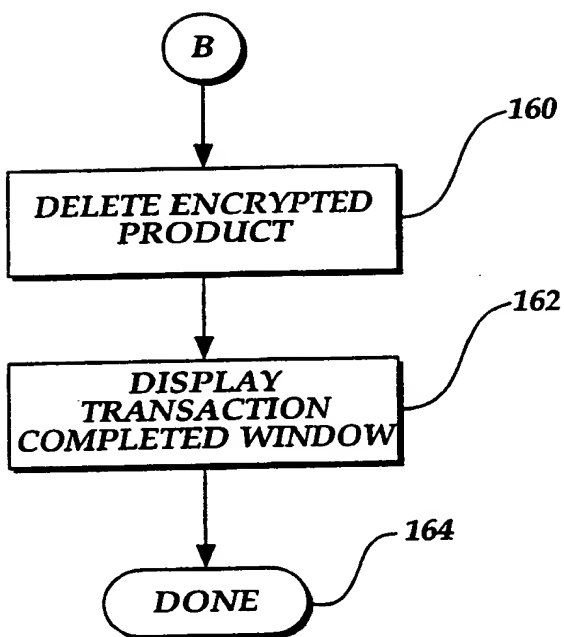 B
160
DELETE ENCRYPTED
PRODUCT
162
DISPLAY
TRANSACTION
COMPLETED WINDOW
164
DONE